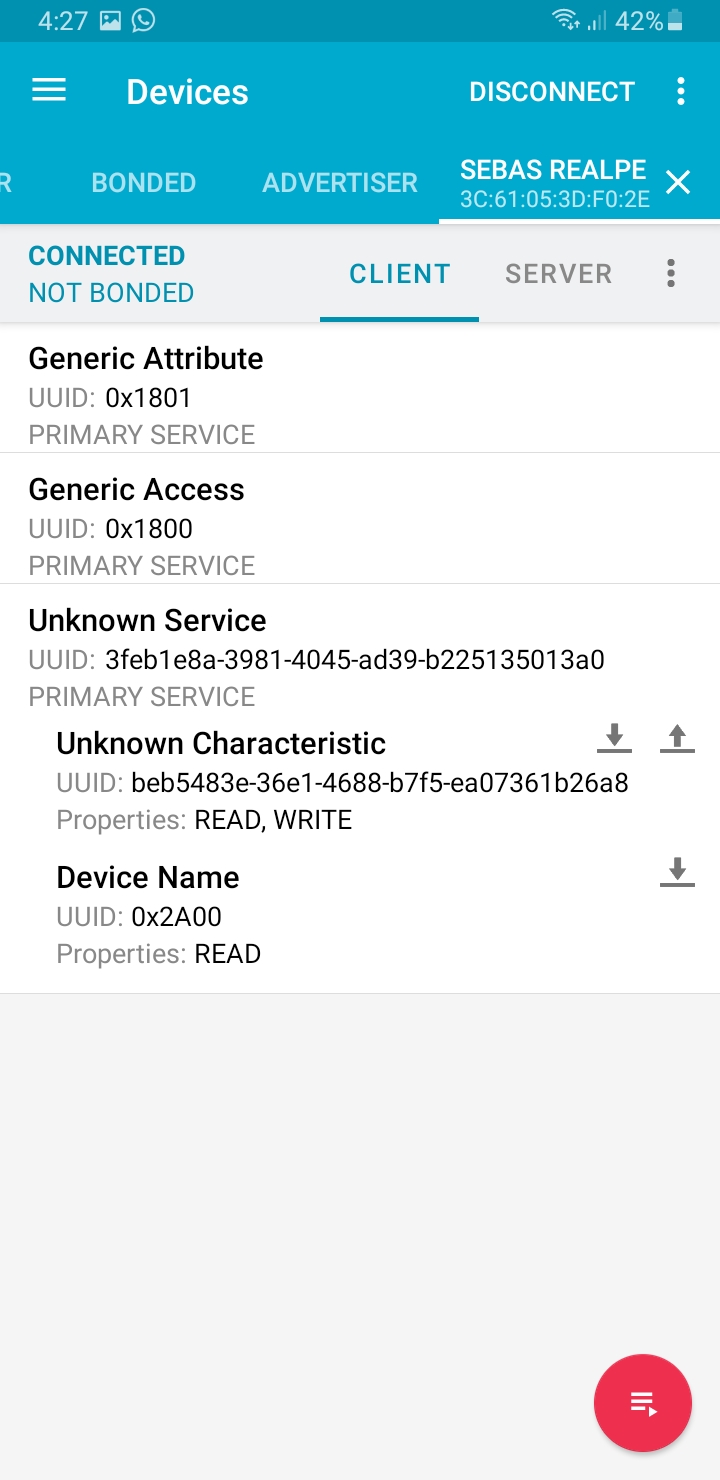 4:27 42%
Devices DISCONNECT
R BONDED ADVERTISER SEBAS REALPE
3C:61:05:3D:F0:2E
CONNECTED
NOT BONDED
CLIENT SERVER
Generic Attribute
UUID: 0x1801
PRIMARY SERVICE
Generic Access
UUID: 0x1800
PRIMARY SERVICE
Unknown Service
UUID: 3feb1e8a-3981-4045-ad39-b225135013a0
PRIMARY SERVICE
Unknown Characteristic
UUID: beb5483e-36e1-4688-b7f5-ea07361b26a8
Properties: READ, WRITE
Device Name
UUID: 0x2A00
Properties: READ